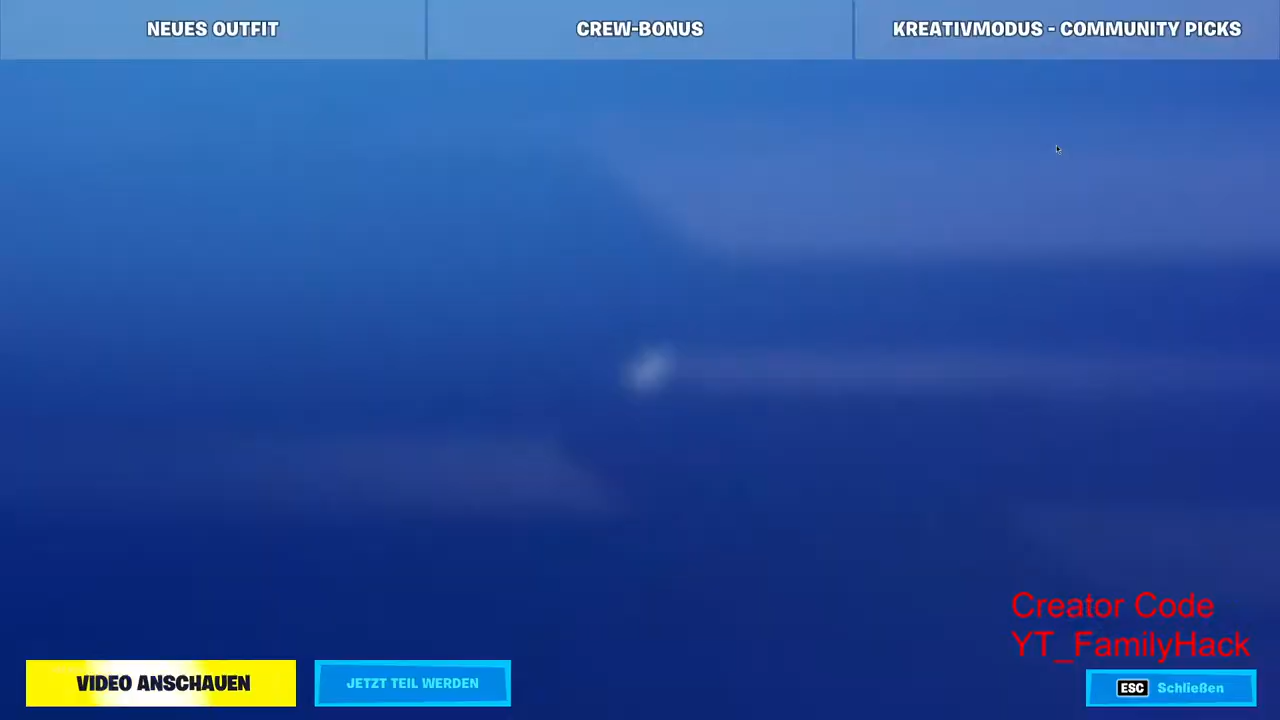 NEUES OUTFIT
CREW-BONUS
KREATIVMODUS - COMMUNITY PICKS
Creator Code
YT_FamilyHack
VIDEO ANSCHAUEN
JETZT TEIL WERDEN
ESC Schließen